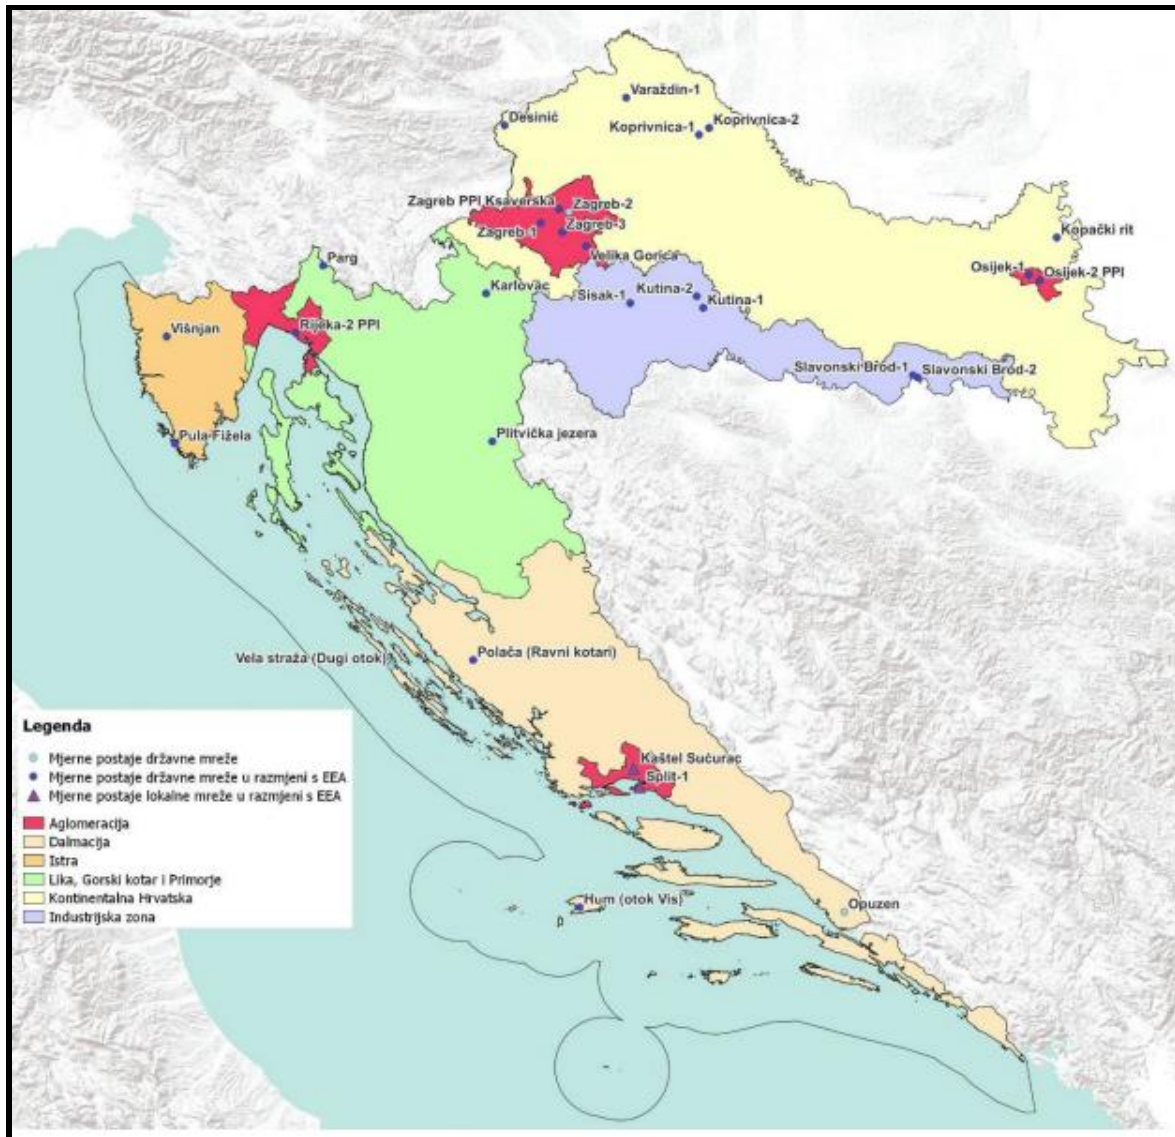 Varaždin-1
Desinić
Koprivnica-2
Koprivnica-1
Zagreb PPI Ksaverska
Zagreb-2
Zagreb-1
Zagreb-3
Kopački rit
Velika Gorica
Parg
Osijek-1
Osijek-2 PPI
Karlovac
Sisak-1
Kutina-2
Kutina-1
Višnjan
Rijeka-2 PPI
Slavonski Brod-1
Slavonski Brod-2
Pula Fižela
Plitvička jezera
Vela straža (Dugi otok)
Polača (Ravni kotari)
Kaštel Sućurac
Split-1
Hum (otok Vis)
Opuzen
Legenda
Mjerne postaje državne mreže
Mjerne postaje državne mreže u razmjeni s EEA
Mjerne postaje lokalne mreže u razmjeni s EEA
Aglomeracija
Dalmacija
Istra
Lika, Gorski kotar i Primorje
Kontinentalna Hrvatska
Industrijska zona